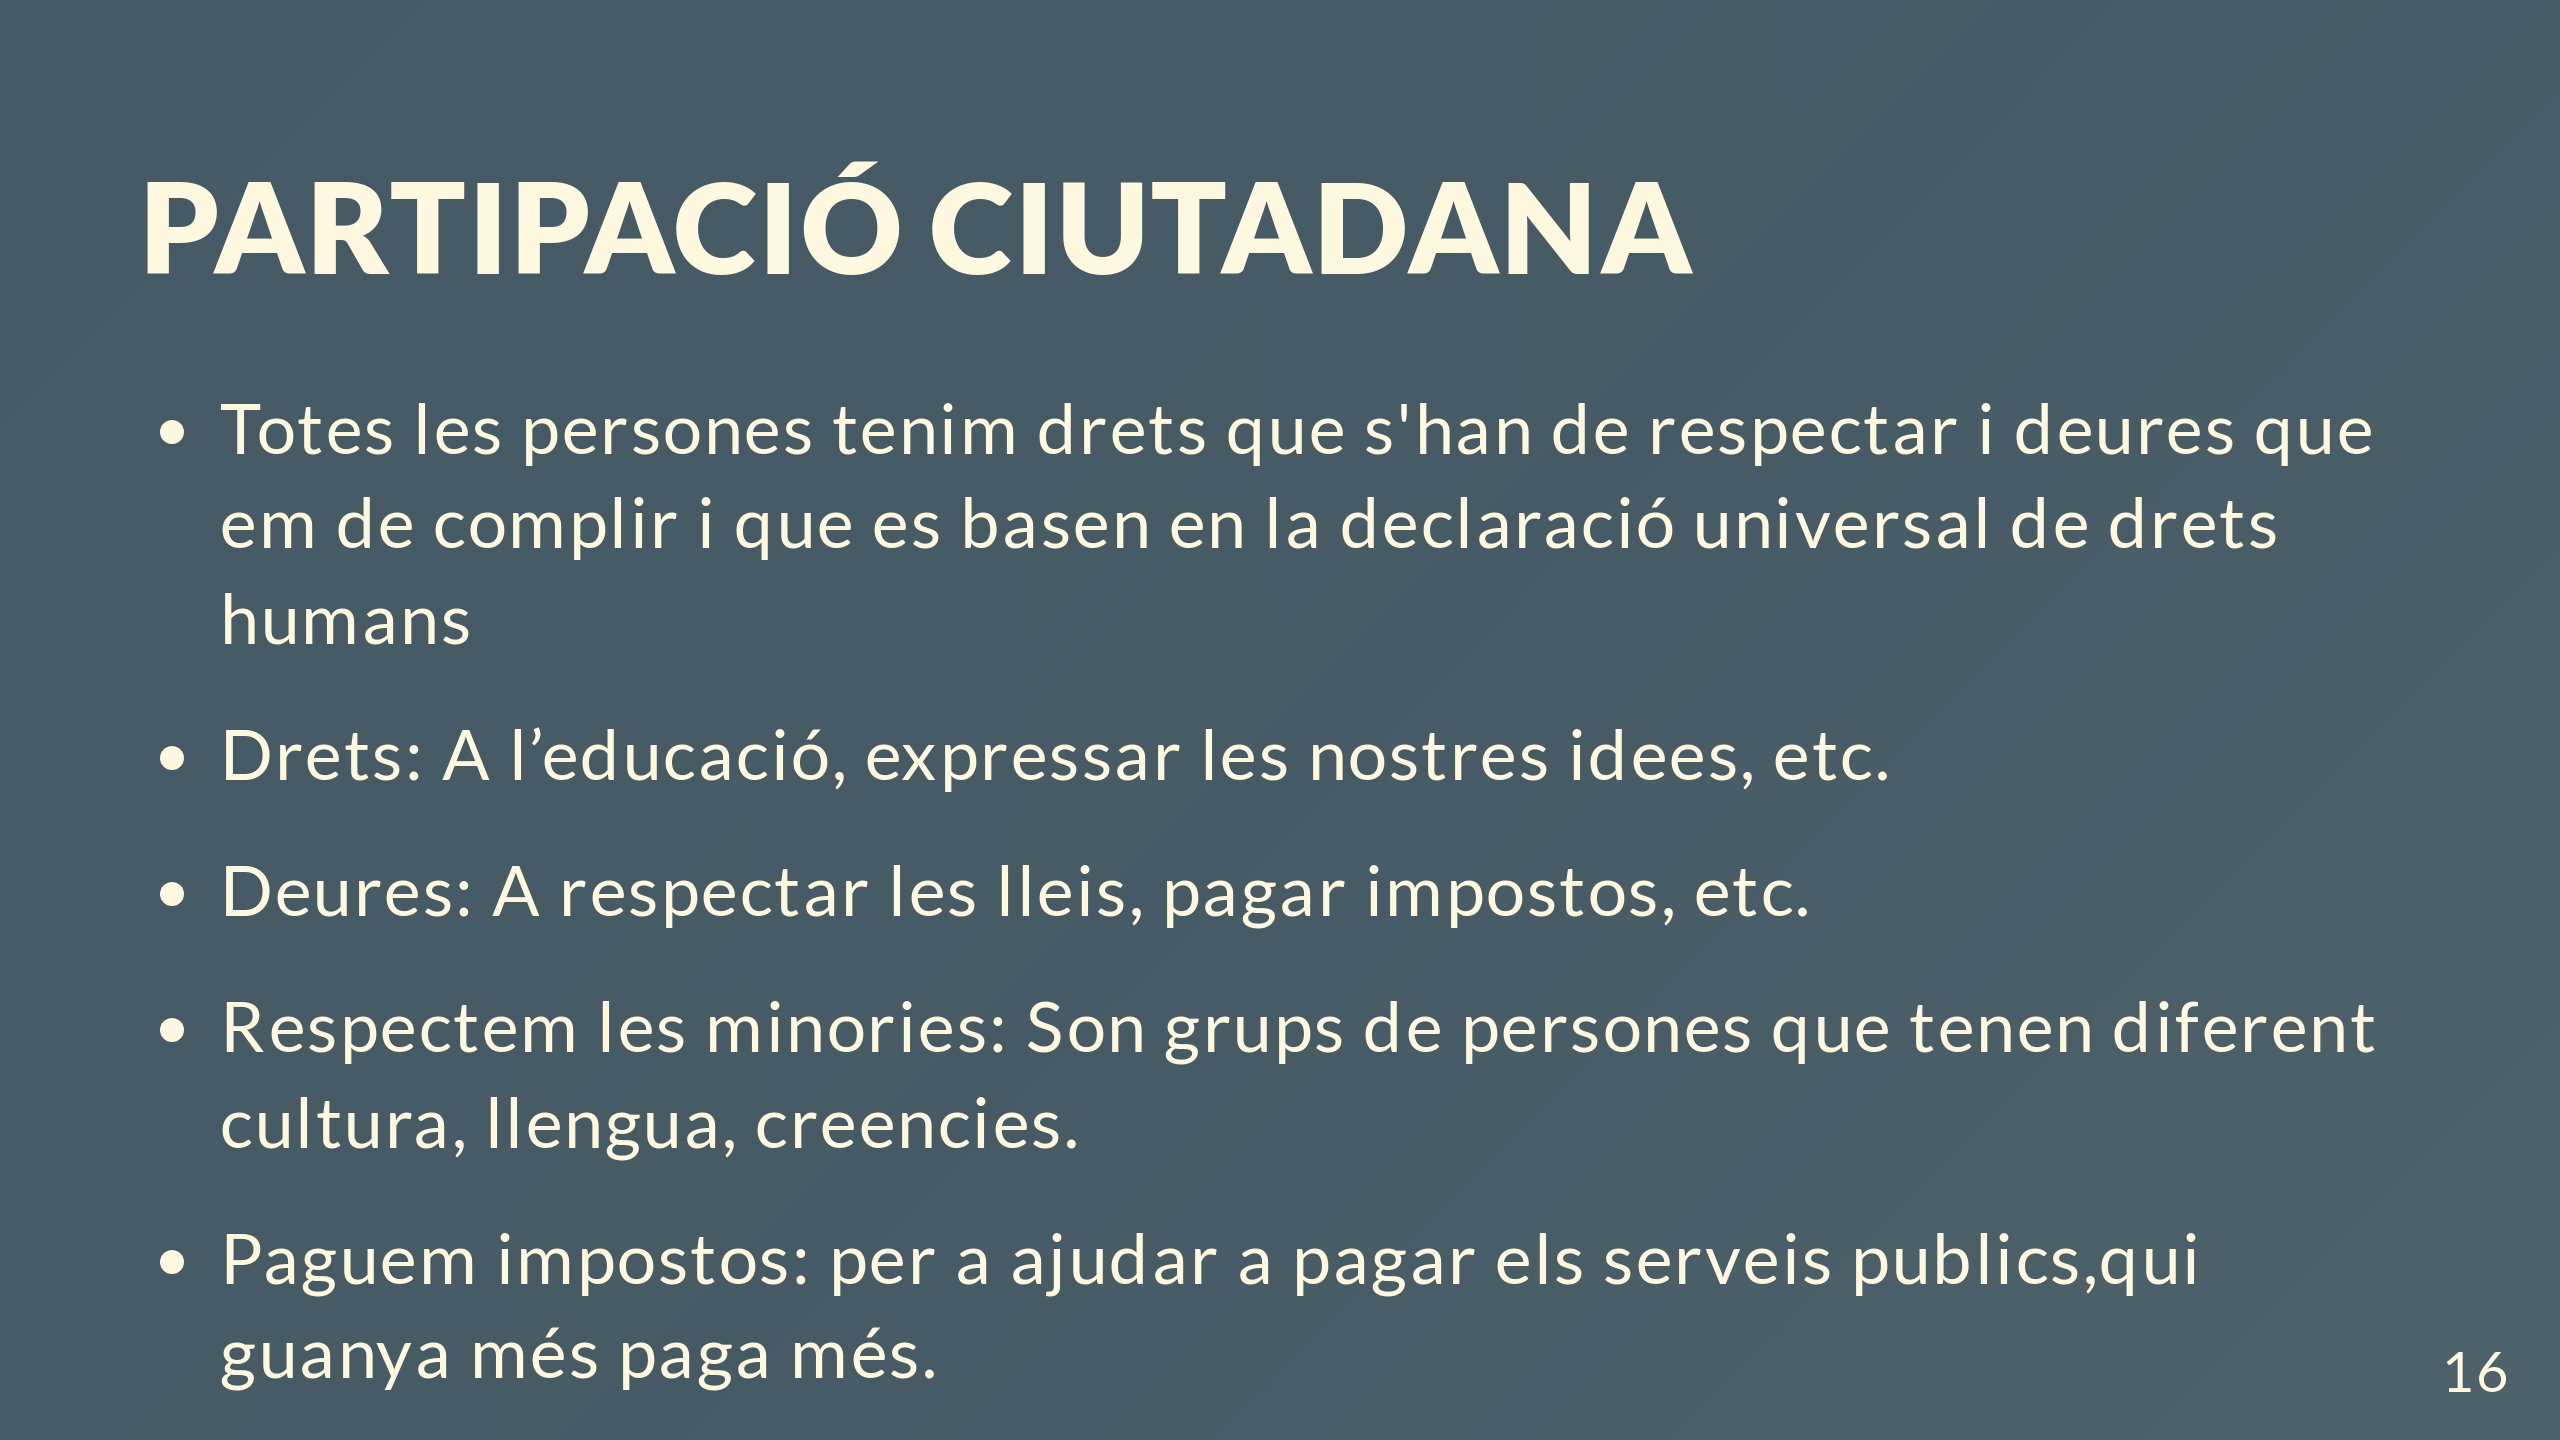 PARTIPACIÓ CIUTADANA
• Totes les persones tenim drets que s'han de respectar i deures que
em de complir i que es basen en la declaració universal de drets
humans
• Drets: A l’educació, expressar les nostres idees, etc.
• Deures: A respectar les lleis, pagar impostos, etc.
• Respectem les minories: Son grups de persones que tenen diferent
cultura, llengua, creencies.
• Paguem impostos: per a ajudar a pagar els serveis publics,qui
guanya més paga més.
16